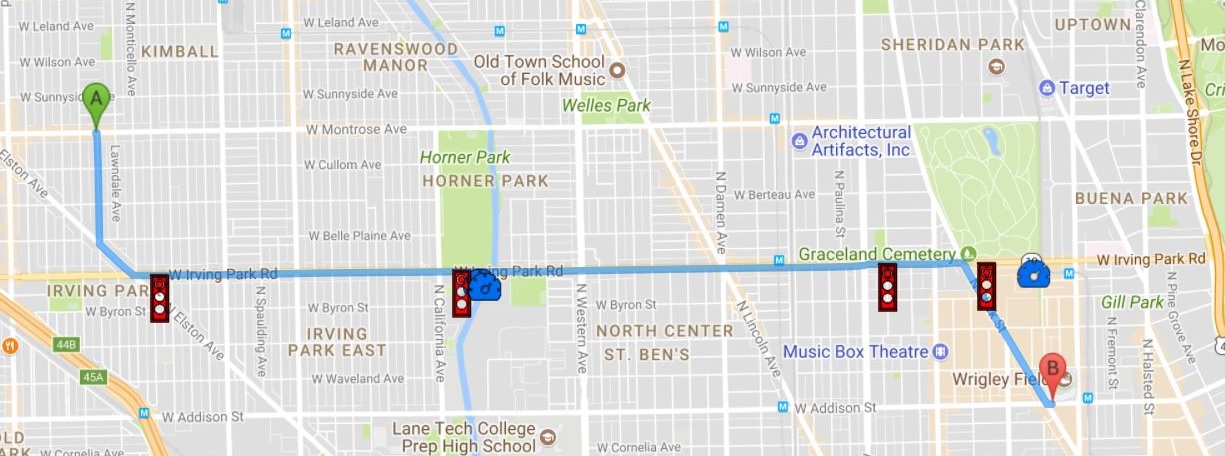 W Leland Ave
N Monticello Ave
KIMBALL
W Wilson Ave
W Sunnyside
A
Lawndale Ave
Elston Ave
W Leland Ave
M
RAVENSWOOD
MANOR
W Sunnyside Ave
W Montrose Ave
W Cullom Ave
W Belle Plaine Ave
Horner Park
HORNER PARK
M
M
Old Town School
of Folk Music
Welles Park
M
W Wilson Ave
W Sunnyside Ave
M
Architectural
Artifacts, Inc
N Damen Ave
W Berteau Ave
N Paulina St
SHERIDAN PARK
UPTOWN
Target
Clarendon Ave
N Lake Shore Dr
BUENA PARK
Graceland Cemetery
M
M
W Irving Park Rd
W Irving Park Rd
Irving Park Rd
W Byron St
N Elston Ave
N Spaulding Ave
W Byron St
IRVING
PARK EAST
W Waveland Ave
N California Ave
N Western Ave
W Byron St
NORTH CENTER
ST. BEN'S
N Lincoln Ave
Music Box Theatre
Wrigley Field
B
Gill Park
N Fremont St
N Halsted St
N Pine Grove Ave
44B
45A
M
W Addison St
Lane Tech College
Prep High School
M
W Addison St
M
W Cornelia Ave
W Cornelia Ave